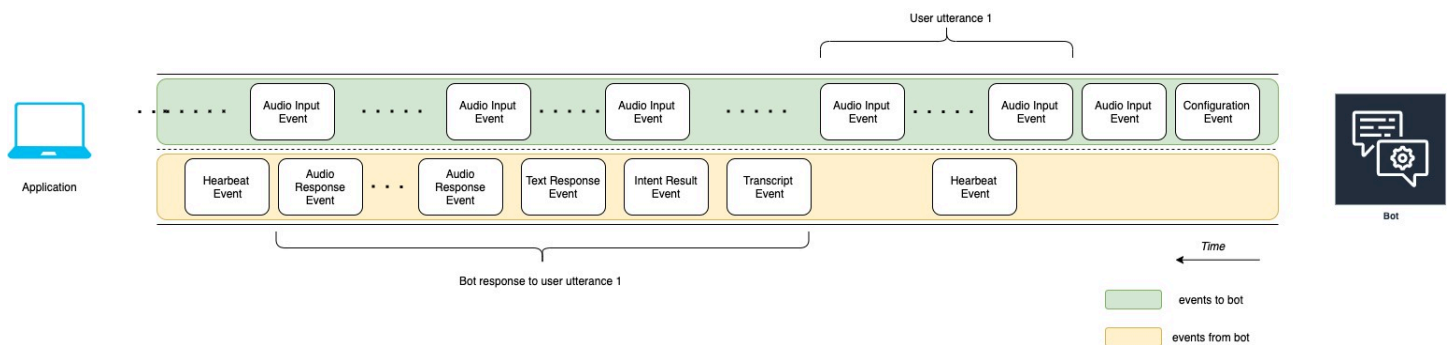 User utterance 1
Audio Input
Event
Audio Input
Event
Audio Input
Event
Audio Input
Event
Audio Input
Event
Audio Input
Event
Configuration
Event
Application
Hearbeat
Event
Audio
Response
Event
Audio
Response
Event
Text Response
Event
Intent Result
Event
Transcript
Event
Hearbeat
Event
Bot
Time
Bot response to user utterance 1
events to bot
events from bot